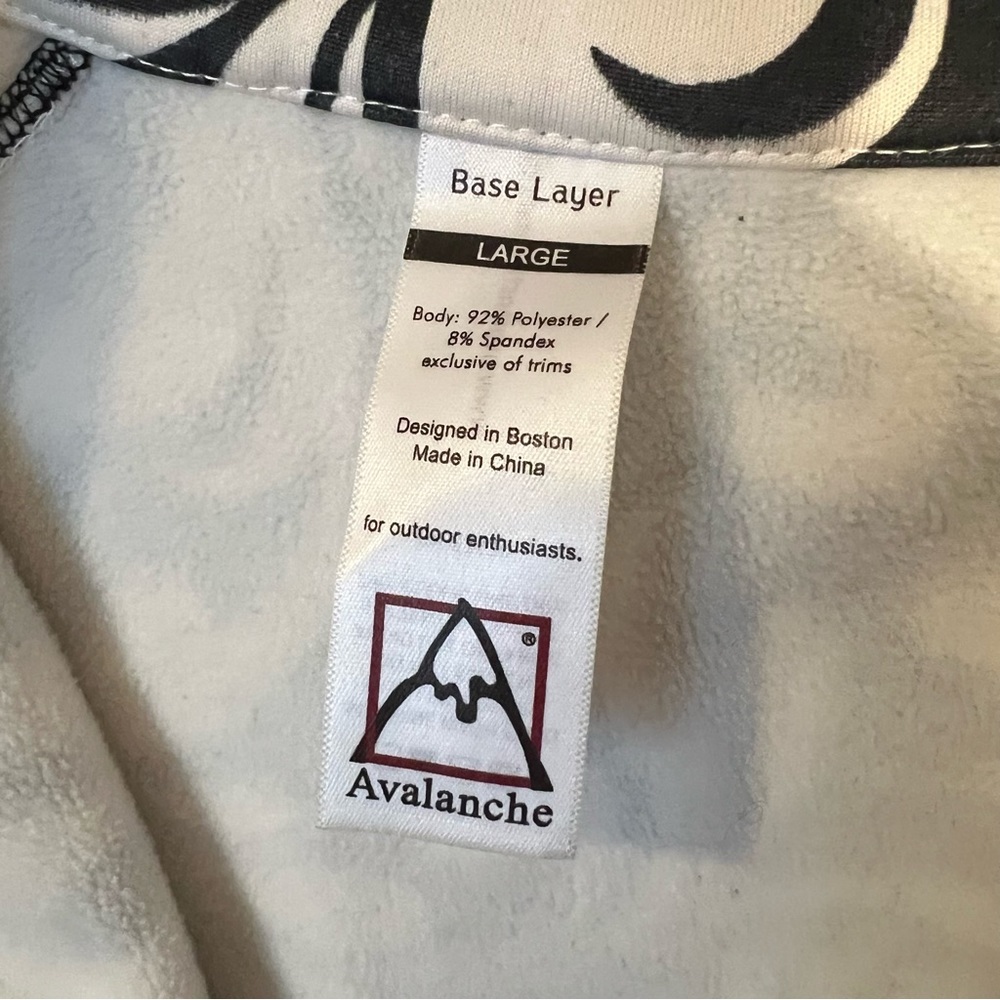 Base Layer
LARGE
Body: 92% Polyester /
8% Spandex
exclusive of trims
Designed in Boston
Made in China
for outdoor enthusiasts.
®
Avalanche